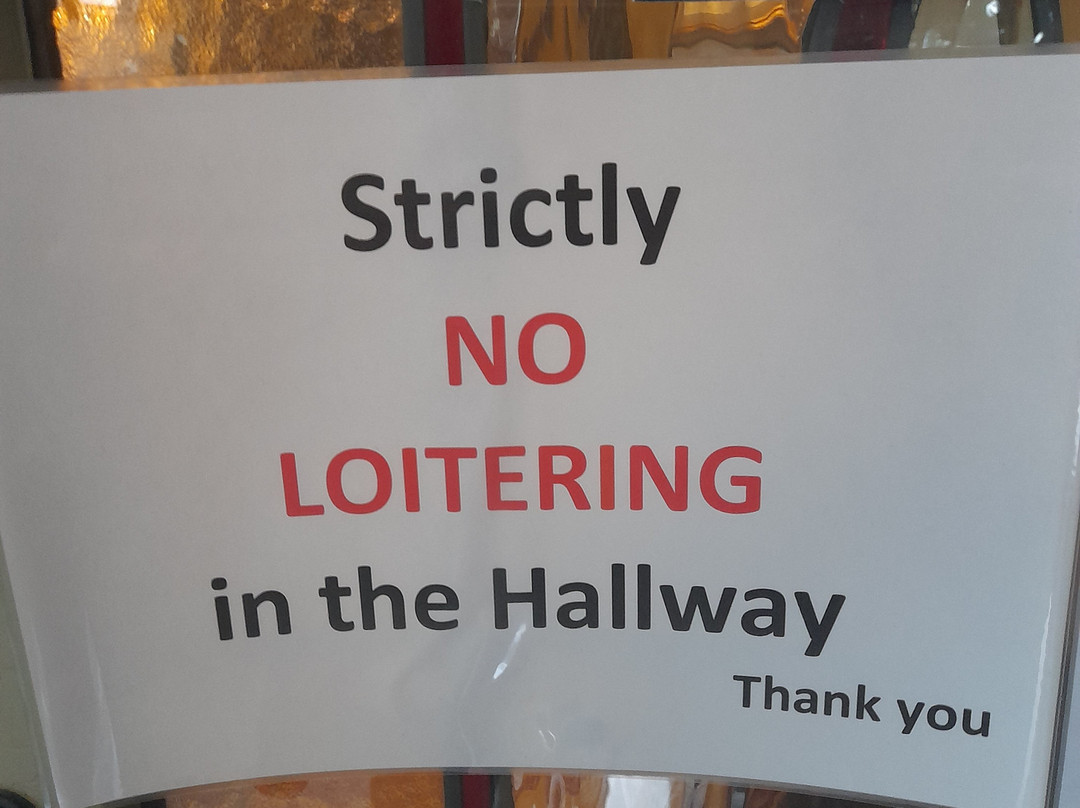 Strictly
NO
LOITERING
in the Hallway
Thank you